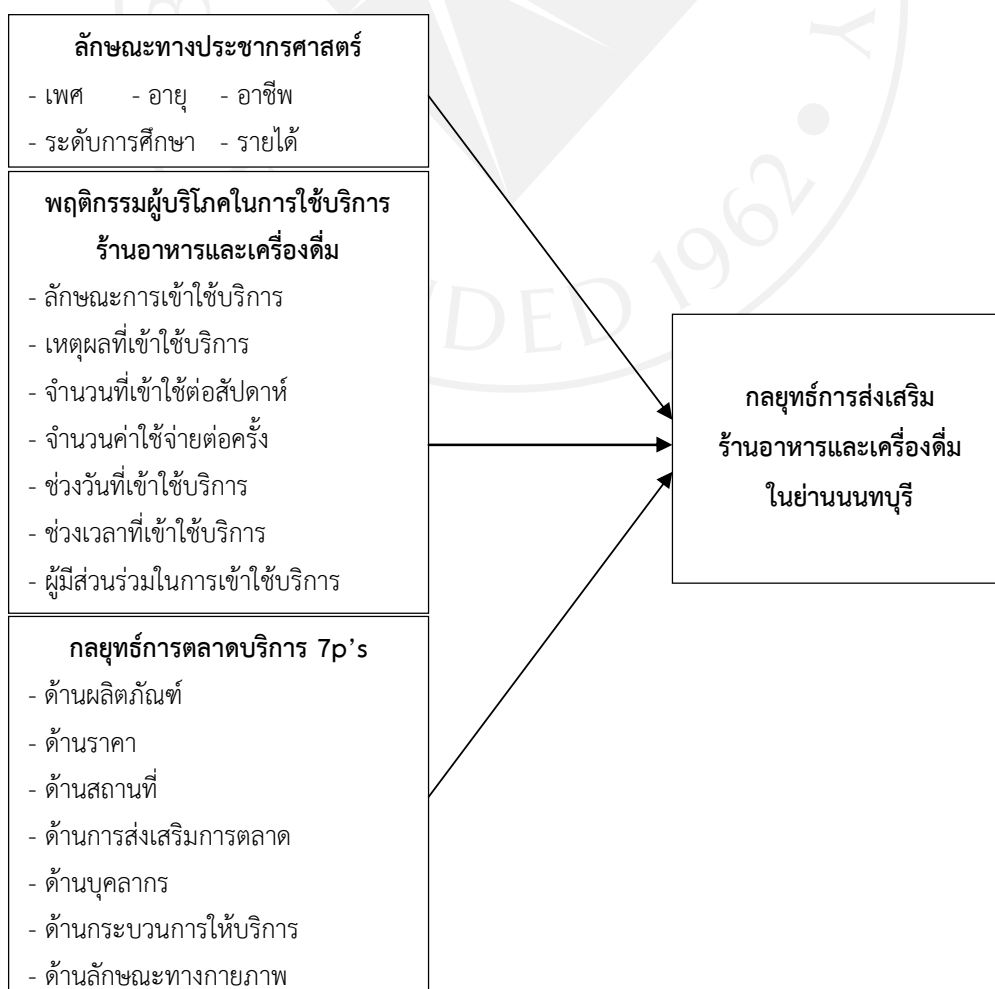 ลักษณะทางประชากรศาสตร์
- เพศ - อายุ - อาชีพ
- ระดับการศึกษา - รายได้
พฤติกรรมผู้บริโภคในการใช้บริการ
ร้านอาหารและเครื่องดื่ม
- ลักษณะการเข้าใช้บริการ
- เหตุผลที่เข้าใช้บริการ
- จำนวนที่เข้าใช้ต่อสัปดาห์
- จำนวนค่าใช้จ่ายต่อครั้ง
- ช่วงวันที่เข้าใช้บริการ
- ช่วงเวลาที่เข้าใช้บริการ
- ผู้มีส่วนร่วมในการเข้าใช้บริการ
กลยุทธ์การตลาดบริการ 7p's
- ด้านผลิตภัณฑ์
- ด้านราคา
- ด้านสถานที่
- ด้านการส่งเสริมการตลาด
- ด้านบุคลากร
- ด้านกระบวนการให้บริการ
- ด้านลักษณะทางกายภาพ
กลยุทธ์การส่งเสริม
ร้านอาหารและเครื่องดื่ม
ในย่านนนทบุรี
1962